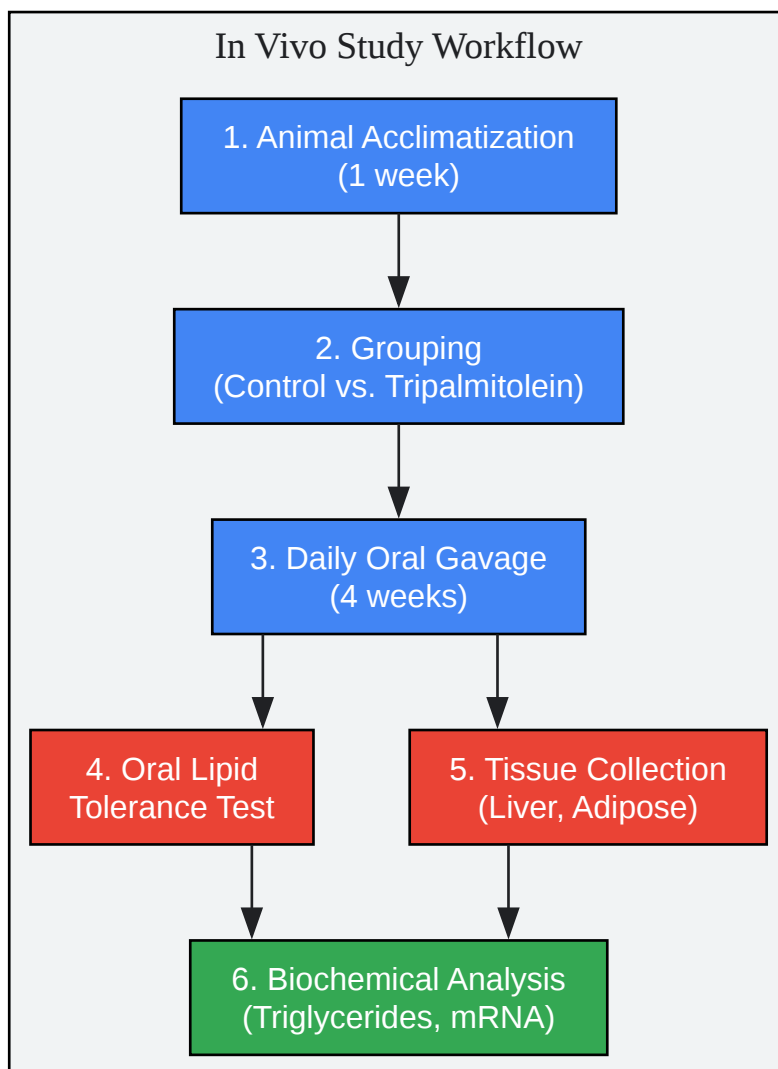 In Vivo Study Workflow
1. Animal Acclimatization
(1 week)
2. Grouping
(Control vs. Tripalmitolein)
3. Daily Oral Gavage
(4 weeks)
4. Oral Lipid
Tolerance Test
5. Tissue Collection
(Liver, Adipose)
6. Biochemical Analysis
(Triglycerides, mRNA)